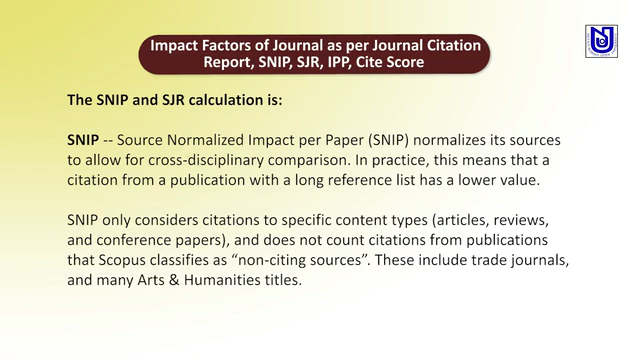 Impact Factors of Journal as per Journal Citation
Report, SNIP, SJR, IPP, Cite Score
The SNIP and SJR calculation is:
SNIP -- Source Normalized Impact per Paper (SNIP) normalizes its sources
to allow for cross-disciplinary comparison. In practice, this means that a
citation from a publication with a long reference list has a lower value.
SNIP only considers citations to specific content types (articles, reviews,
and conference papers), and does not count citations from publications
that Scopus classifies as “non-citing sources”. These include trade journals,
and many Arts & Humanities titles.